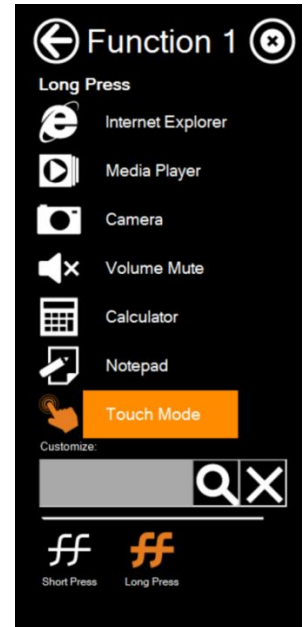 Function 1
Long Press
Internet Explorer
Media Player
Camera
Volume Mute
Calculator
Notepad
Touch Mode
Customize:
Short Press
Long Press